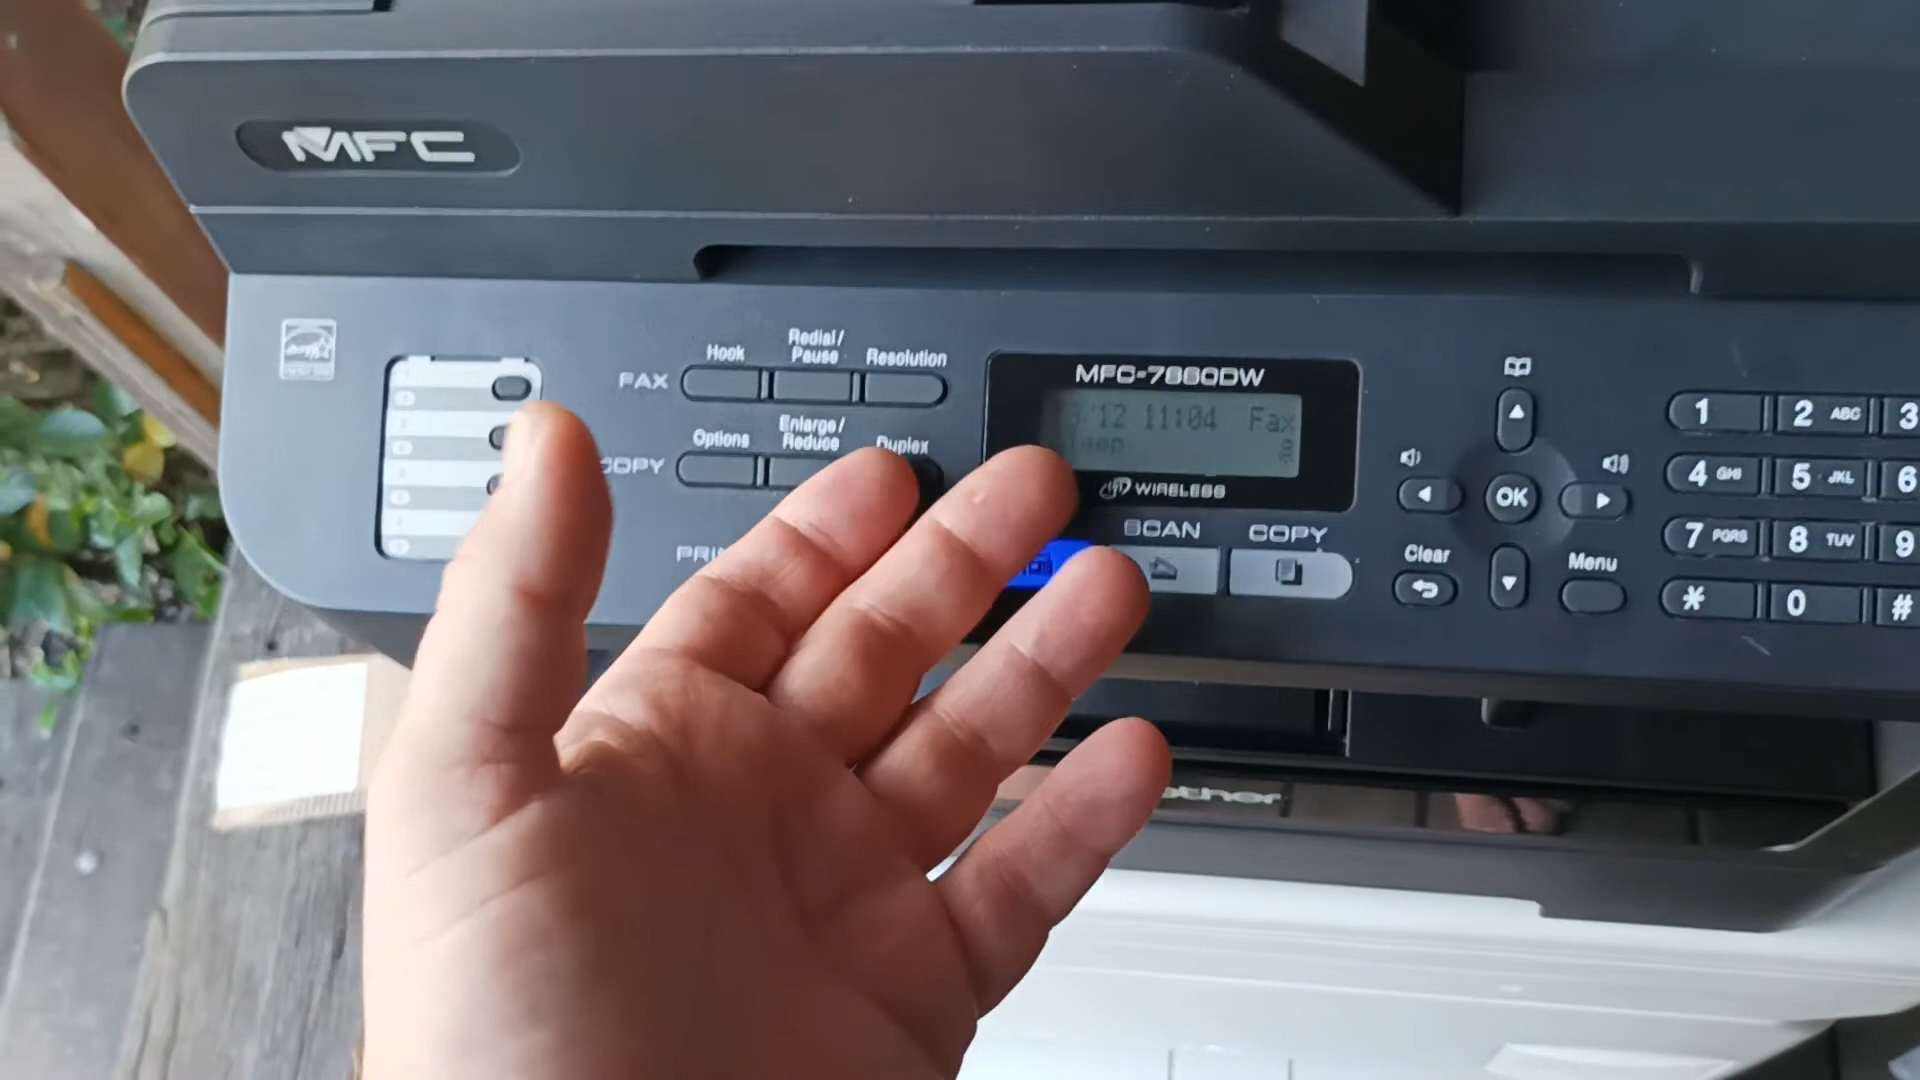 MFC
Hook
Redial/
Pause
Resolution
FAX
Options
Enlarge/
Reduce
Duplex
COPY
MFC-7860DW
12 11:04 Fax
WIRELESS
SCAN
COPY
Clear
OK
Menu
1
2 ABC
3
4 GHI
5 JKL
6
7 PQRS
8 TUV
9
*
0
#